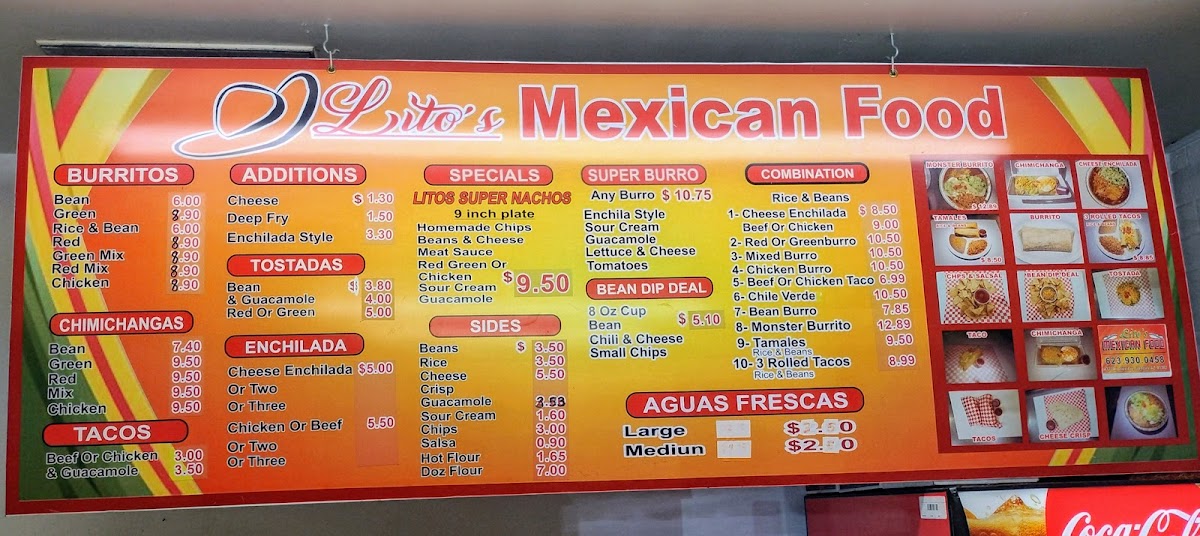 Lito's Mexican Food
BURRITOS
Bean 6.00
Green 8.90
Rice & Bean 6.00
Red 8.90
Green Mix 8.90
Red Mix 8.90
Chicken 8.90
CHIMICHANGAS
Bean 7.40
Green 9.50
Red 9.50
Mix 9.50
Chicken 9.50
TACOS
Beef Or Chicken 3.00
& Guacamole 3.50
ADDITIONS
Cheese $ 1.30
Deep Fry 1.50
Enchilada Style 3.30
TOSTADAS
Bean $ 3.80
& Guacamole 4.00
Red Or Green 5.00
ENCHILADA
Cheese Enchilada $5.00
Or Two
Or Three
Chicken Or Beef 5.50
Or Two
Or Three
SPECIALS
LITOS SUPER NACHOS
9 inch plate
Homemade Chips
Beans & Cheese
Meat Sauce
Red Green Or
Chicken
Sour Cream
Guacamole
$9.50
SIDES
Beans $ 3.50
Rice 3.50
Cheese 5.50
Crisp
Guacamole
Sour Cream 1.60
Chips 3.00
Salsa 0.90
Hot Flour 1.65
Doz Flour 7.00
SUPER BURRO
Any Burro $ 10.75
Enchila Style
Sour Cream
Guacamole
Lettuce & Cheese
Tomatoes
BEAN DIP DEAL
8 Oz Cup $ 5.10
Bean
Chili & Cheese
Small Chips
COMBINATION
Rice & Beans
1- Cheese Enchilada $ 8.50
Beef Or Chicken 9.00
2- Red Or Greenburro 10.50
3- Mixed Burro 10.50
4- Chicken Burro 10.50
5- Beef Or Chicken Taco 6.99
6- Chile Verde 10.50
7- Bean Burro 7.85
8- Monster Burrito 12.89
9- Tamales 9.50
Rice & Beans
10- 3 Rolled Tacos 8.99
Rice & Beans
AGUAS FRESCAS
Large
Mediun
MONSTER BURRITO
$ 12.89
CHIMICHANGA
CHEESE ENCHILADA
TAMALES
$ 8.50
BURRITO
3 ROLLED TACOS
$ 8.85
CHPS & SALSA
BEAN DIP DEAL
TOSTADA
TACO
CHIMICHANGA
Lito's
MEXICAN FOOD
623 930 0458
TACOS
CHEESE CRISP
Coca-Cola